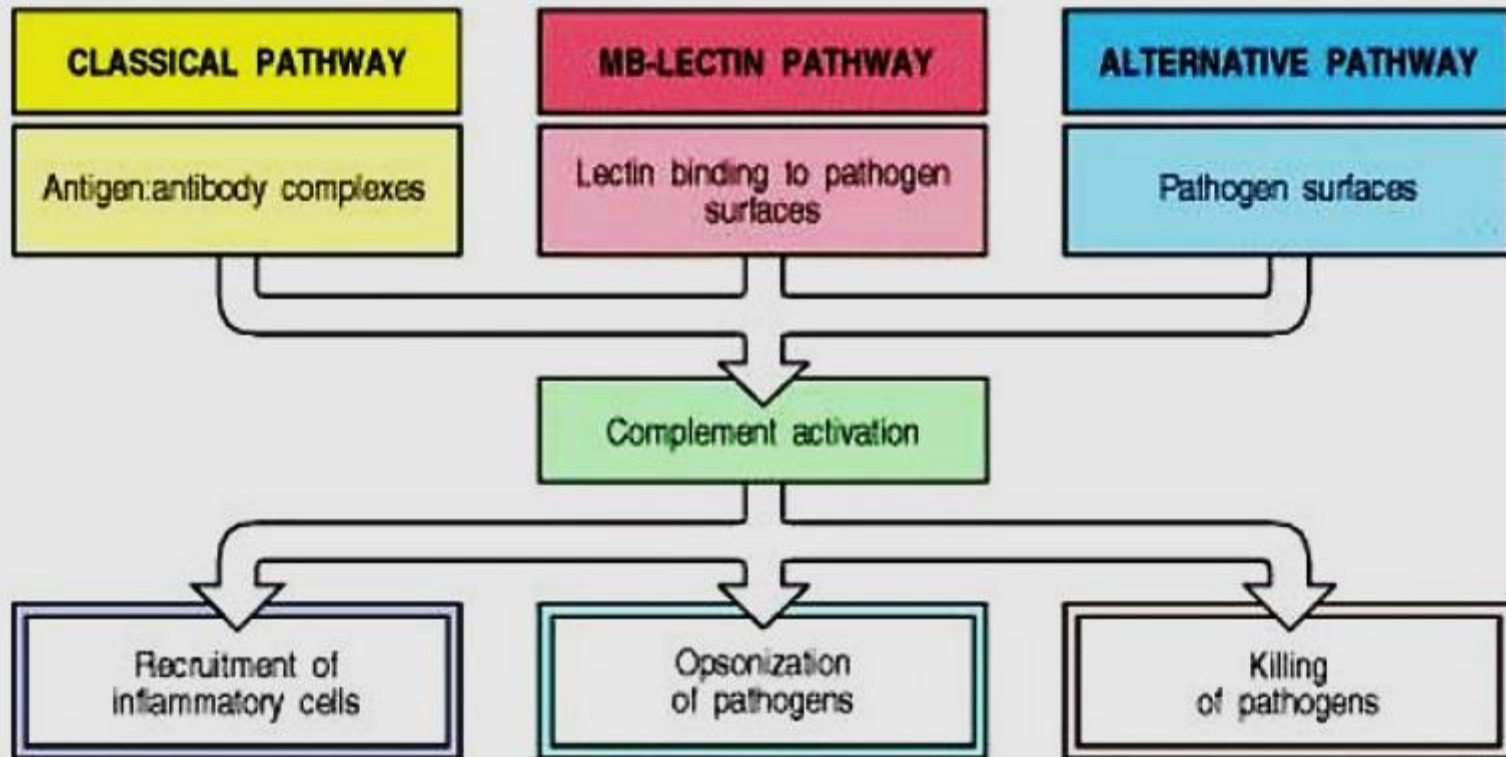 CLASSICAL PATHWAY
MB-LECTIN PATHWAY
ALTERNATIVE PATHWAY
Antigen:antibody complexes
Lectin binding to pathogen
surfaces
Pathogen surfaces
Complement activation
Recruitment of
inflammatory cells
Opsonization
of pathogens
Killing
of pathogens